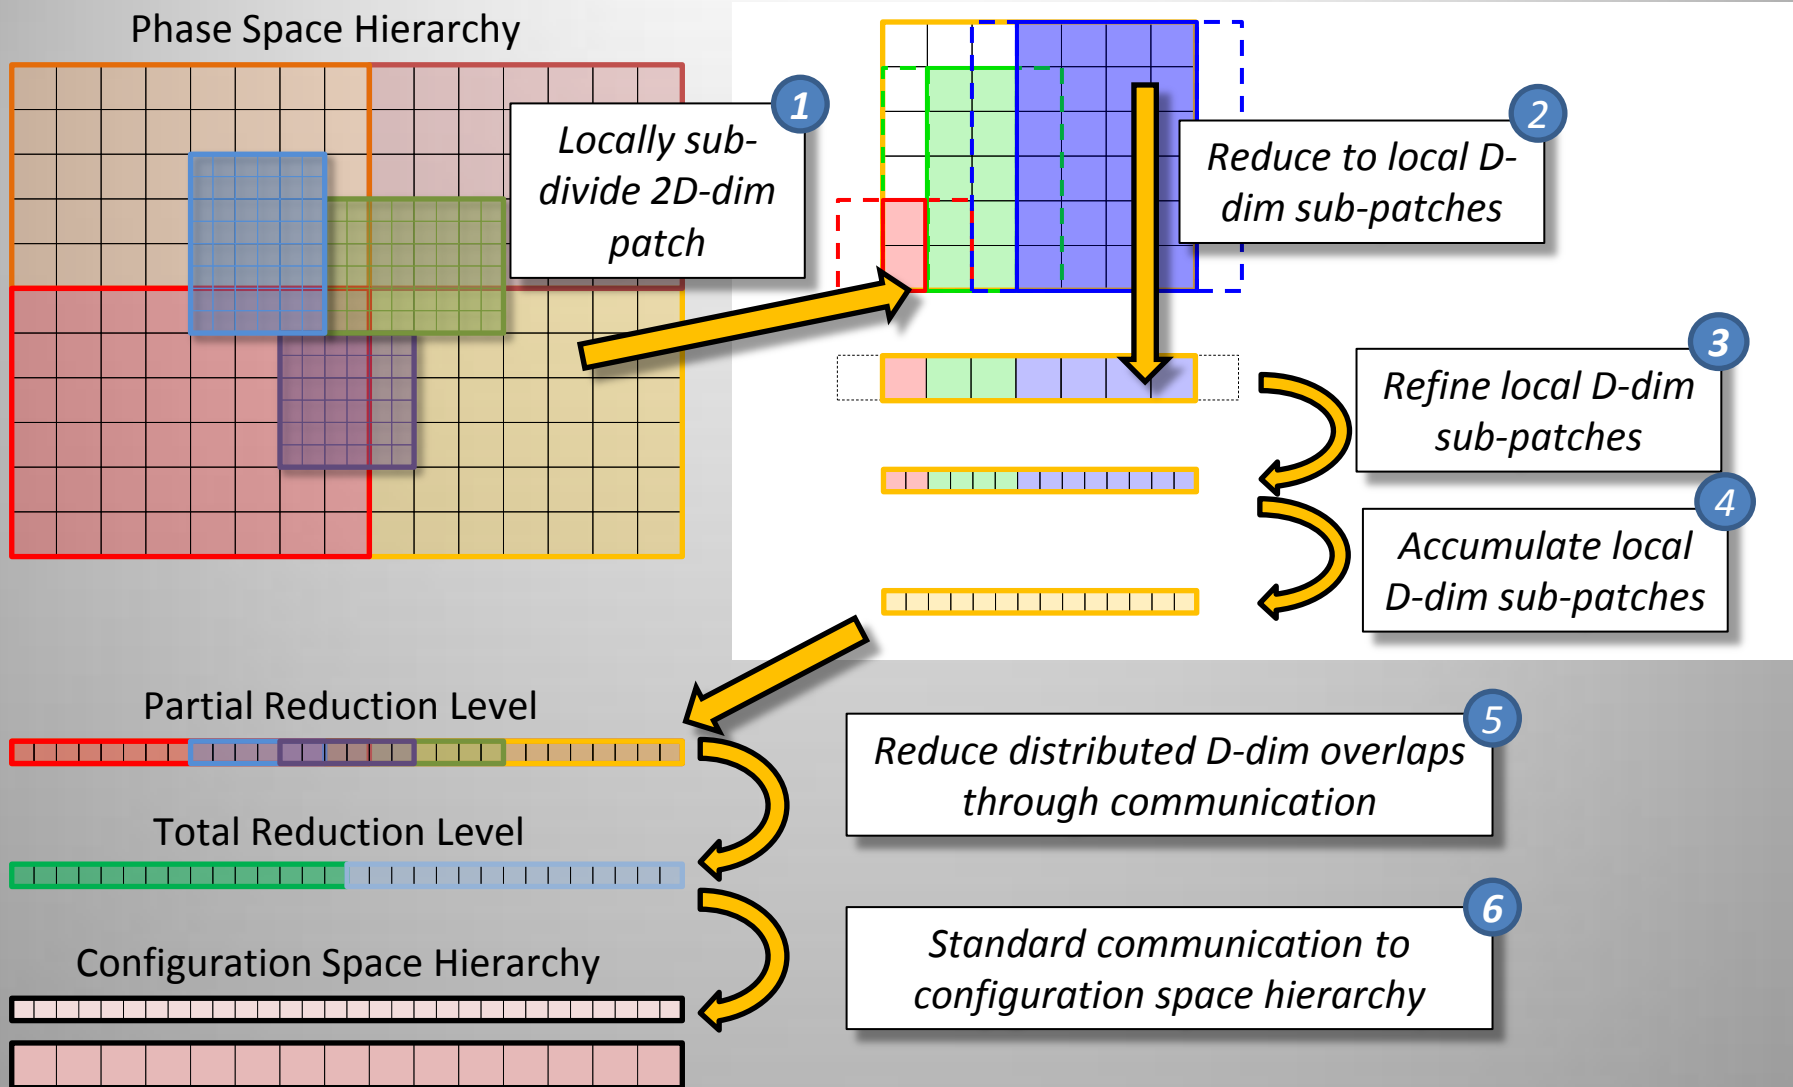 Phase Space Hierarchy
1
Locally sub-
divide 2D-dim
patch
2
Reduce to local D-
dim sub-patches
3
Refine local D-dim
sub-patches
4
Accumulate local
D-dim sub-patches
Partial Reduction Level
5
Reduce distributed D-dim overlaps
through communication
Total Reduction Level
6
Standard communication to
configuration space hierarchy
Configuration Space Hierarchy